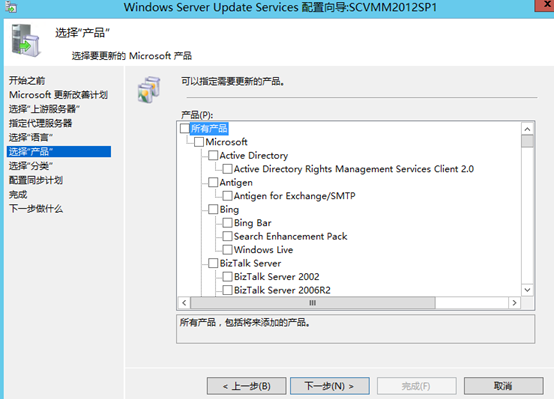 Windows Server Update Services 配置向导:SCVMM2012SP1
选择"产品"
选择要更新的 Microsoft 产品
开始之前
Microsoft 更新改善计划
选择"上游服务器"
指定代理服务器
选择"语言"
选择"产品"
选择"分类"
配置同步计划
完成
下一步做什么
可以指定需要更新的产品。
产品(P):
所有产品
Microsoft
Active Directory
Active Directory Rights Management Services Client 2.0
Antigen
Antigen for Exchange/SMTP
Bing
Bing Bar
Search Enhancement Pack
Windows Live
BizTalk Server
BizTalk Server 2002
BizTalk Server 2006R2
所有产品，包括将来添加的产品。
< 上一步(B)
下一步(N) >
完成(F)
取消